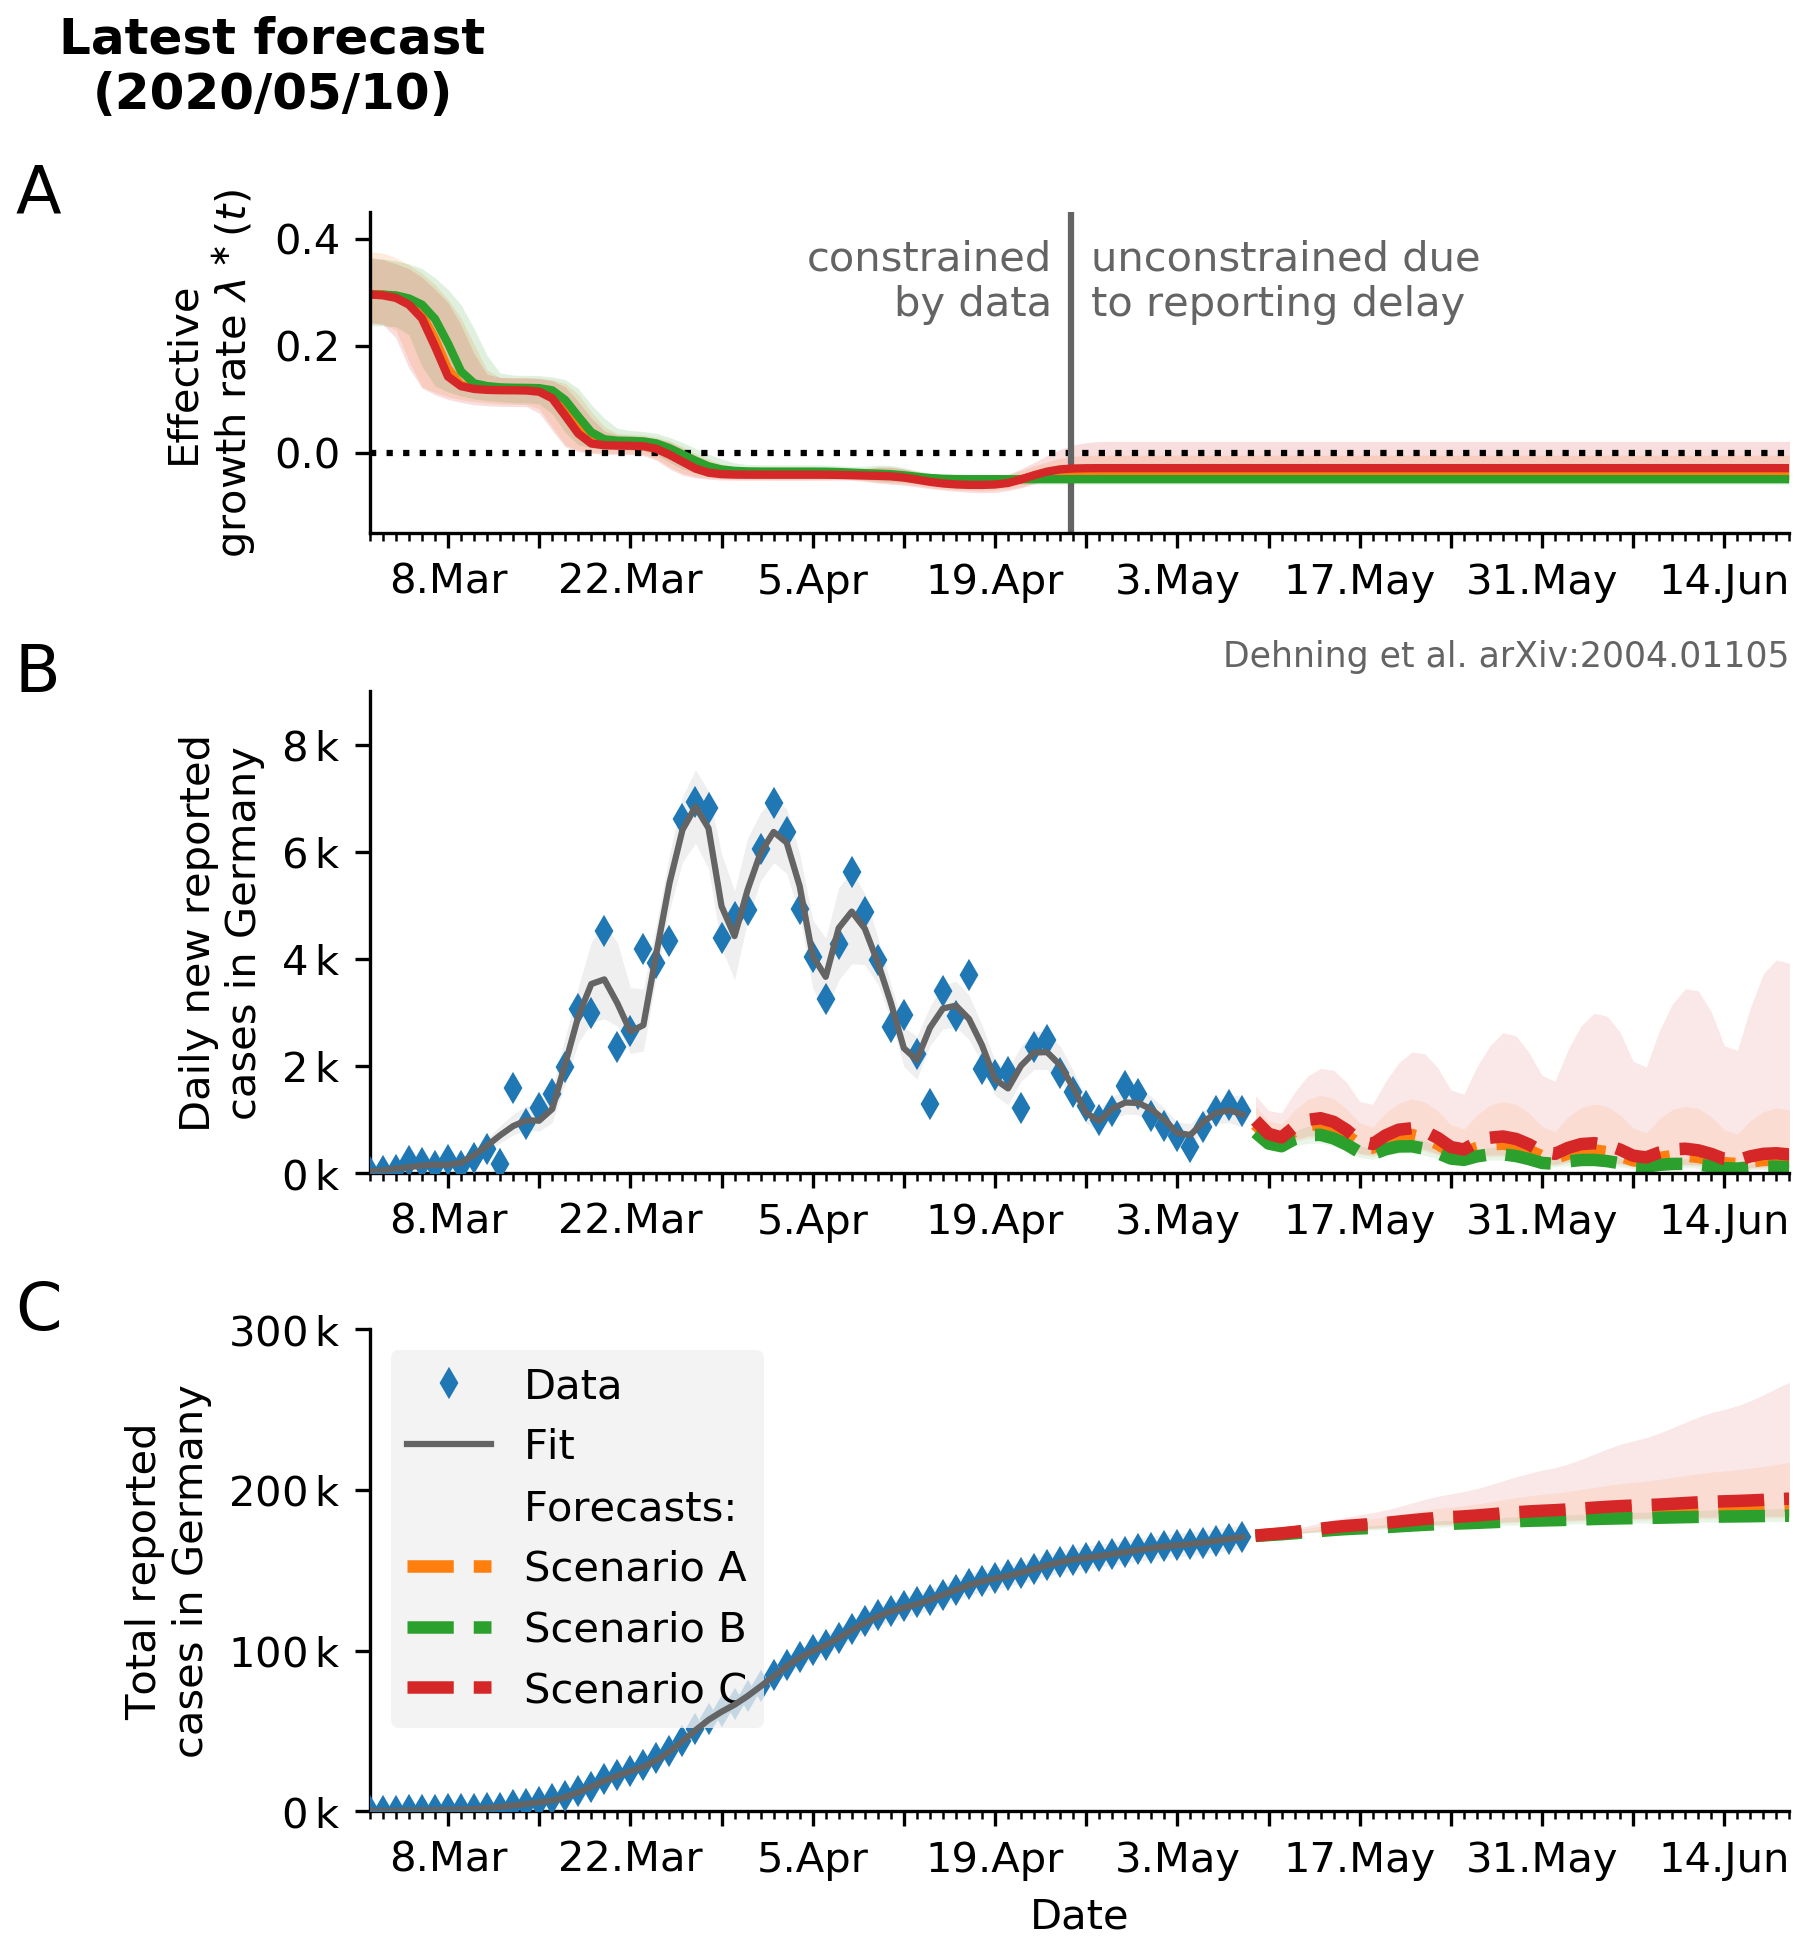 Latest forecast
(2020/05/10)
A
Effective
growth rate λ * (t)
0.4
0.2
0.0
constrained
by data
unconstrained due
to reporting delay
8.Mar 22.Mar 5.Apr 19.Apr 3.May 17.May 31.May 14.Jun
Dehning et al. arXiv:2004.01105
B
Daily new reported
cases in Germany
8 k
6 k
4 k
2 k
0 k
8.Mar 22.Mar 5.Apr 19.Apr 3.May 17.May 31.May 14.Jun
C
Total reported
cases in Germany
300 k
200 k
100 k
0 k
Data
Fit
Forecasts:
Scenario A
Scenario B
Scenario C
8.Mar 22.Mar 5.Apr 19.Apr 3.May 17.May 31.May 14.Jun
Date